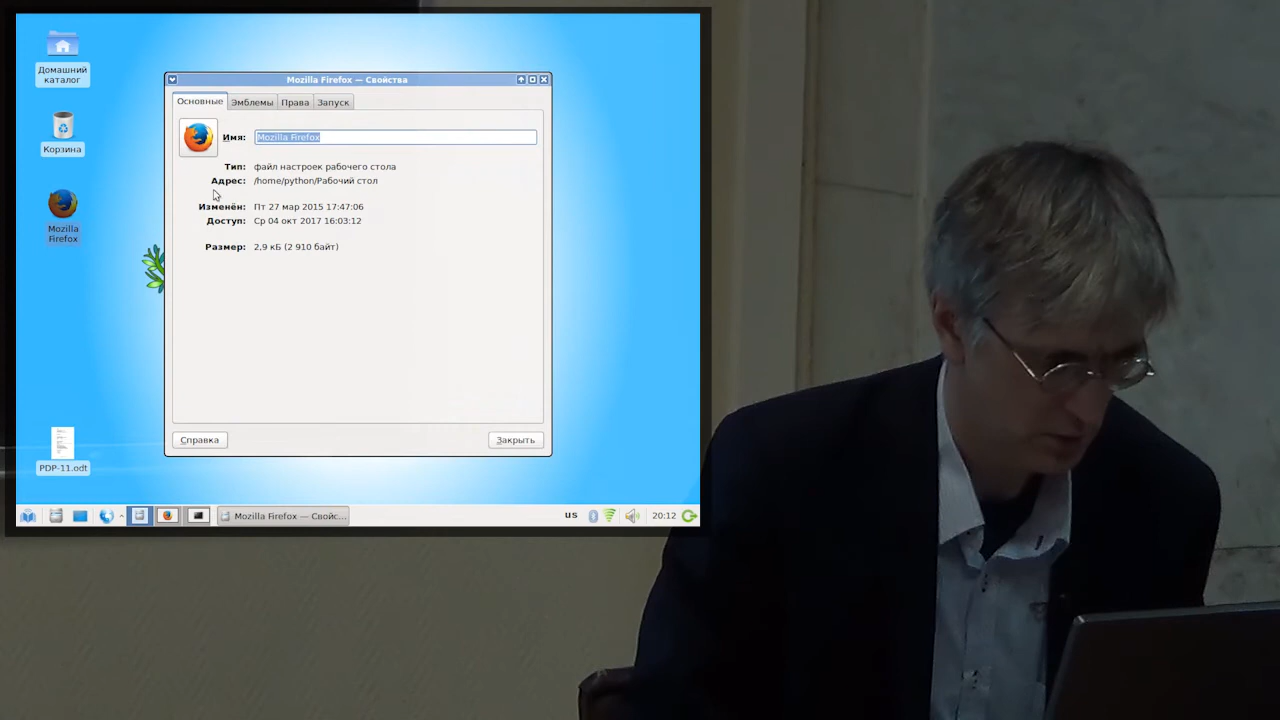 Домашний
каталог
Корзина
Mozilla
Firefox
PDP-11.odt
Mozilla Firefox — Свойства
Основные
Эмблемы
Права
Запуск
Имя: Mozilla Firefox
Тип: файл настроек рабочего стола
Адрес: /home/python/Рабочий стол
Изменён: Пт 27 мар 2015 17:47:06
Доступ: Ср 04 окт 2017 16:03:12
Размер: 2,9 кБ (2 910 байт)
Справка
Закрыть
Mozilla Firefox — Свойс...
US
20:12